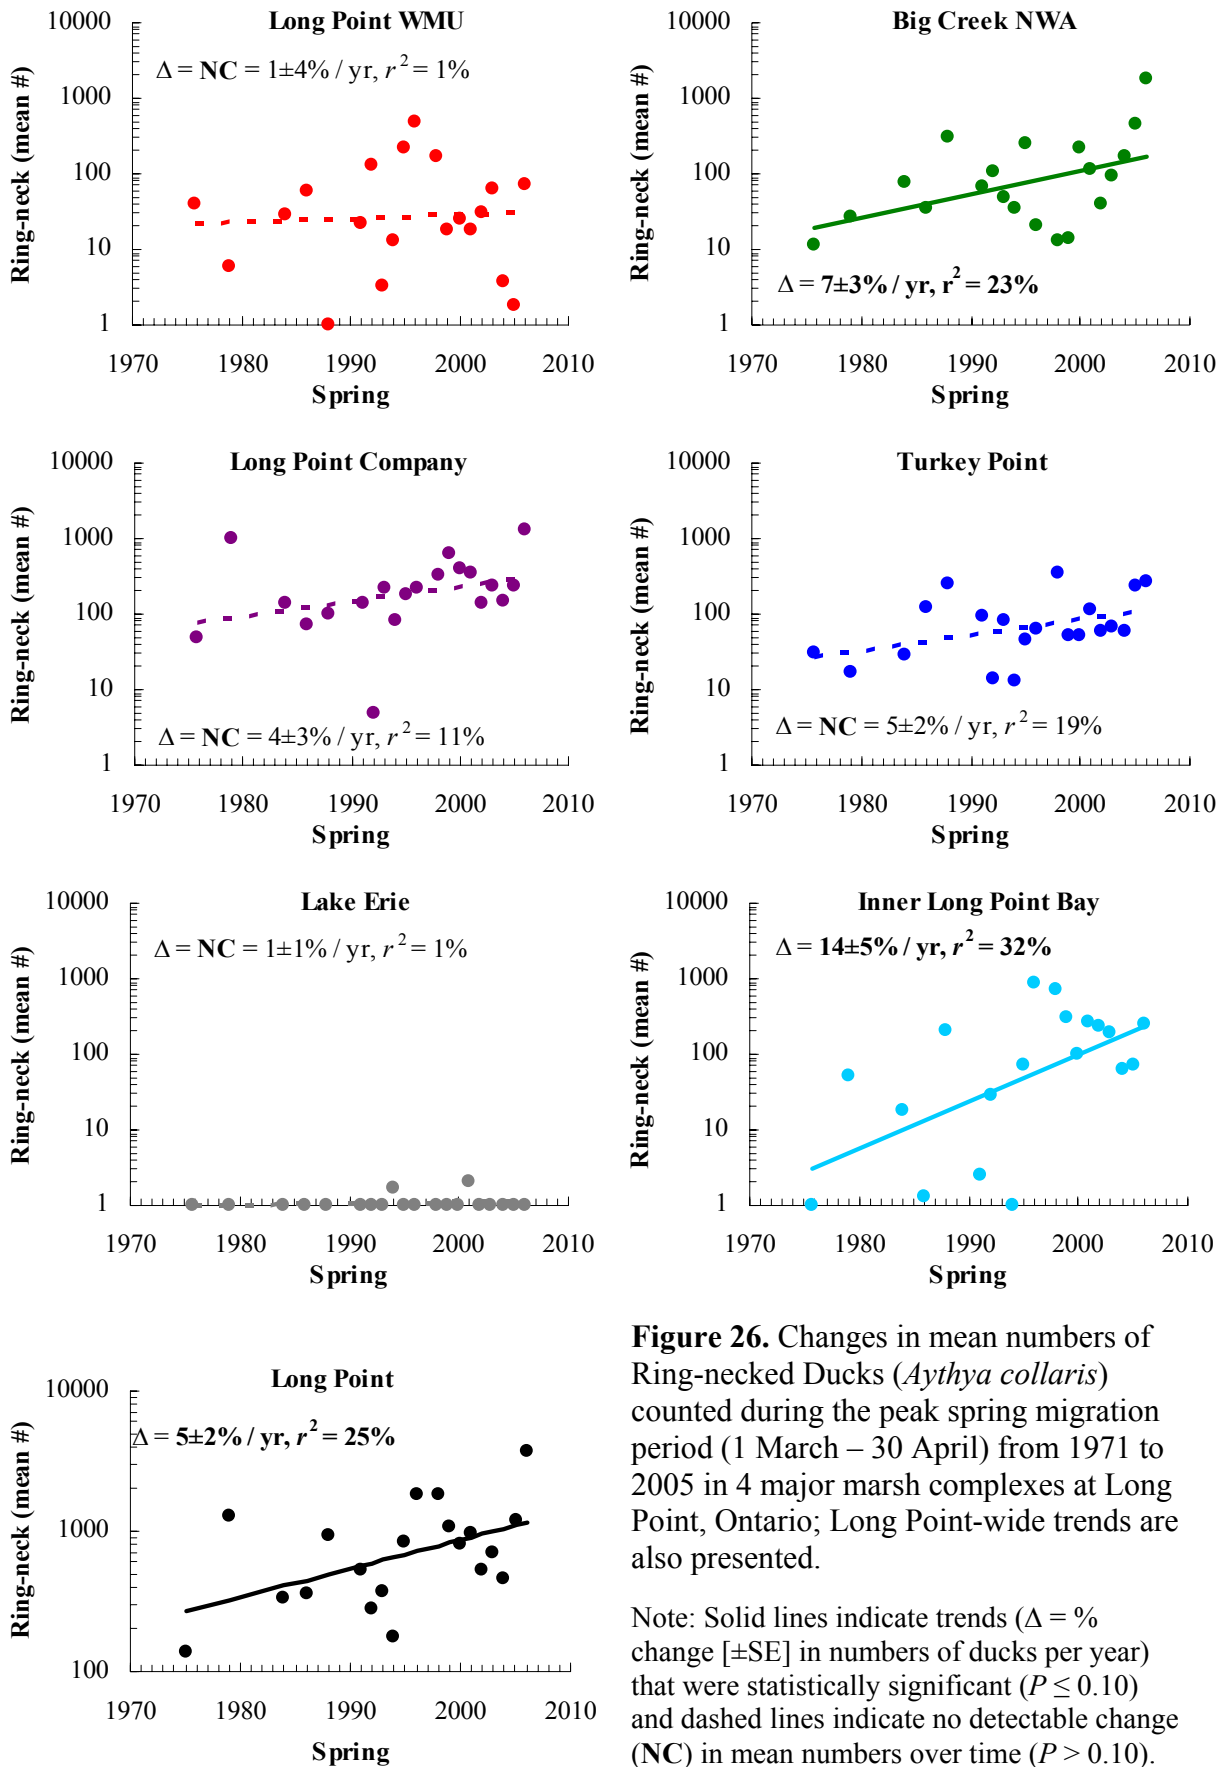 Long Point WMU
Δ = NC = 1±4% / yr, r² = 1%
Ring-neck (mean #)
10000
1000
100
10
1
1970 1980 1990 2000 2010
Spring
Big Creek NWA
Δ = 7±3% / yr, r² = 23%
Ring-neck (mean #)
10000
1000
100
10
1
1970 1980 1990 2000 2010
Spring
Long Point Company
Δ = NC = 4±3% / yr, r² = 11%
Ring-neck (mean #)
10000
1000
100
10
1
1970 1980 1990 2000 2010
Spring
Turkey Point
Δ = NC = 5±2% / yr, r² = 19%
Ring-neck (mean #)
10000
1000
100
10
1
1970 1980 1990 2000 2010
Spring
Lake Erie
Δ = NC = 1±1% / yr, r² = 1%
Ring-neck (mean #)
10000
1000
100
10
1
1970 1980 1990 2000 2010
Spring
Inner Long Point Bay
Δ = 14±5% / yr, r² = 32%
Ring-neck (mean #)
10000
1000
100
10
1
1970 1980 1990 2000 2010
Spring
Long Point
Δ = 5±2% / yr, r² = 25%
Ring-neck (mean #)
10000
1000
100
1970 1980 1990 2000 2010
Spring
Figure 26. Changes in mean numbers of
Ring-necked Ducks (Aythya collaris)
counted during the peak spring migration
period (1 March – 30 April) from 1971 to
2005 in 4 major marsh complexes at Long
Point, Ontario; Long Point-wide trends are
also presented.
Note: Solid lines indicate trends (Δ = %
change [±SE] in numbers of ducks per year)
that were statistically significant (P ≤ 0.10)
and dashed lines indicate no detectable change
(NC) in mean numbers over time (P > 0.10).